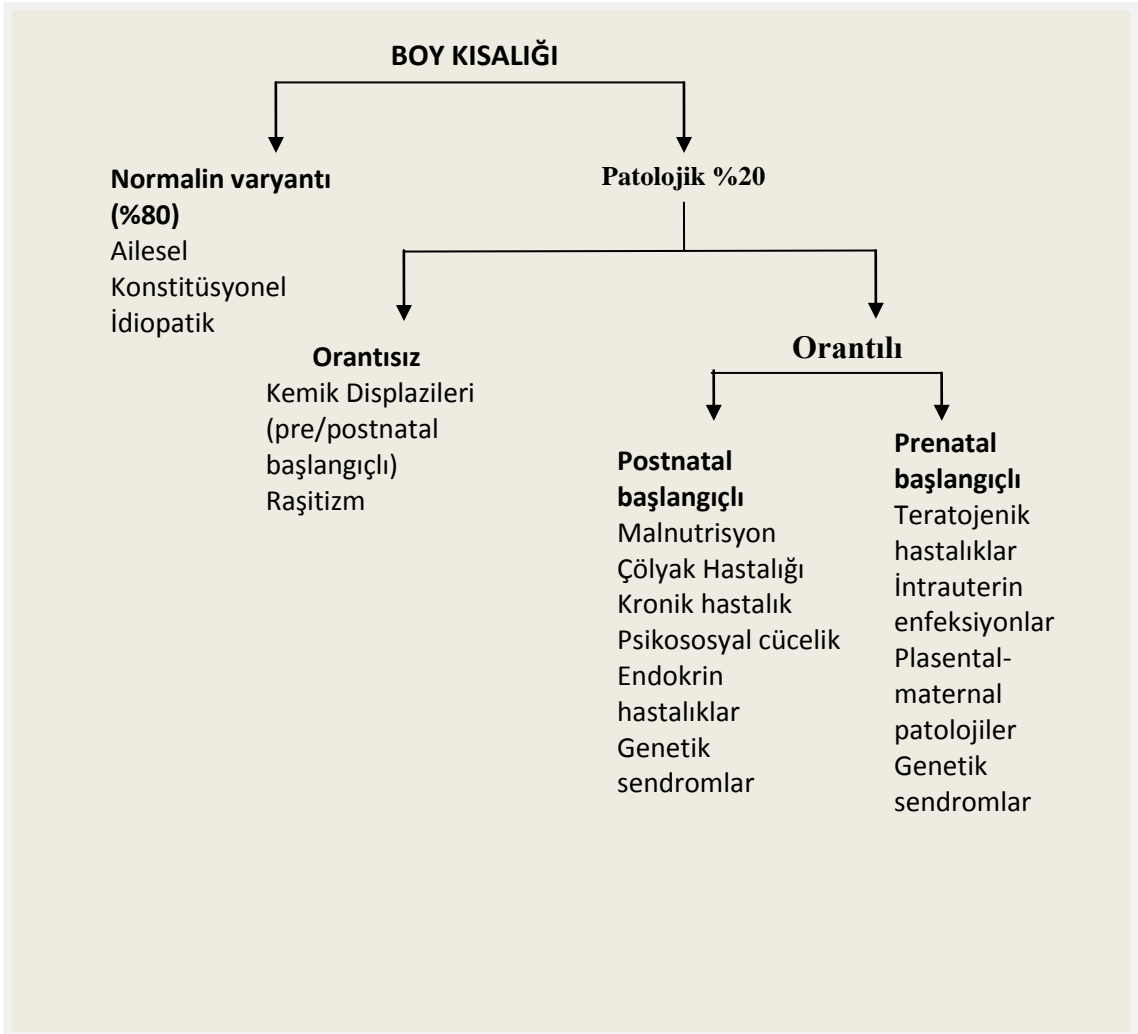 BOY KISALIĞI
Normalin varyantı
(%80)
Ailesel
Konstitüsyonel
İdiopatik
Patolojik %20
Orantısız
Kemik Displazileri
(pre/postnatal
başlangıçlı)
Raşitizm
Orantılı
Postnatal
başlangıçlı
Malnutrisyon
Çölyak Hastalığı
Kronik hastalık
Psikososyal cücelik
Endokrin
hastalıklar
Genetik
sendromlar
Prenatal
başlangıçlı
Teratojenik
hastalıklar
İntrauterin
enfeksiyonlar
Plasental-
maternal
patolojiler
Genetik
sendromlar